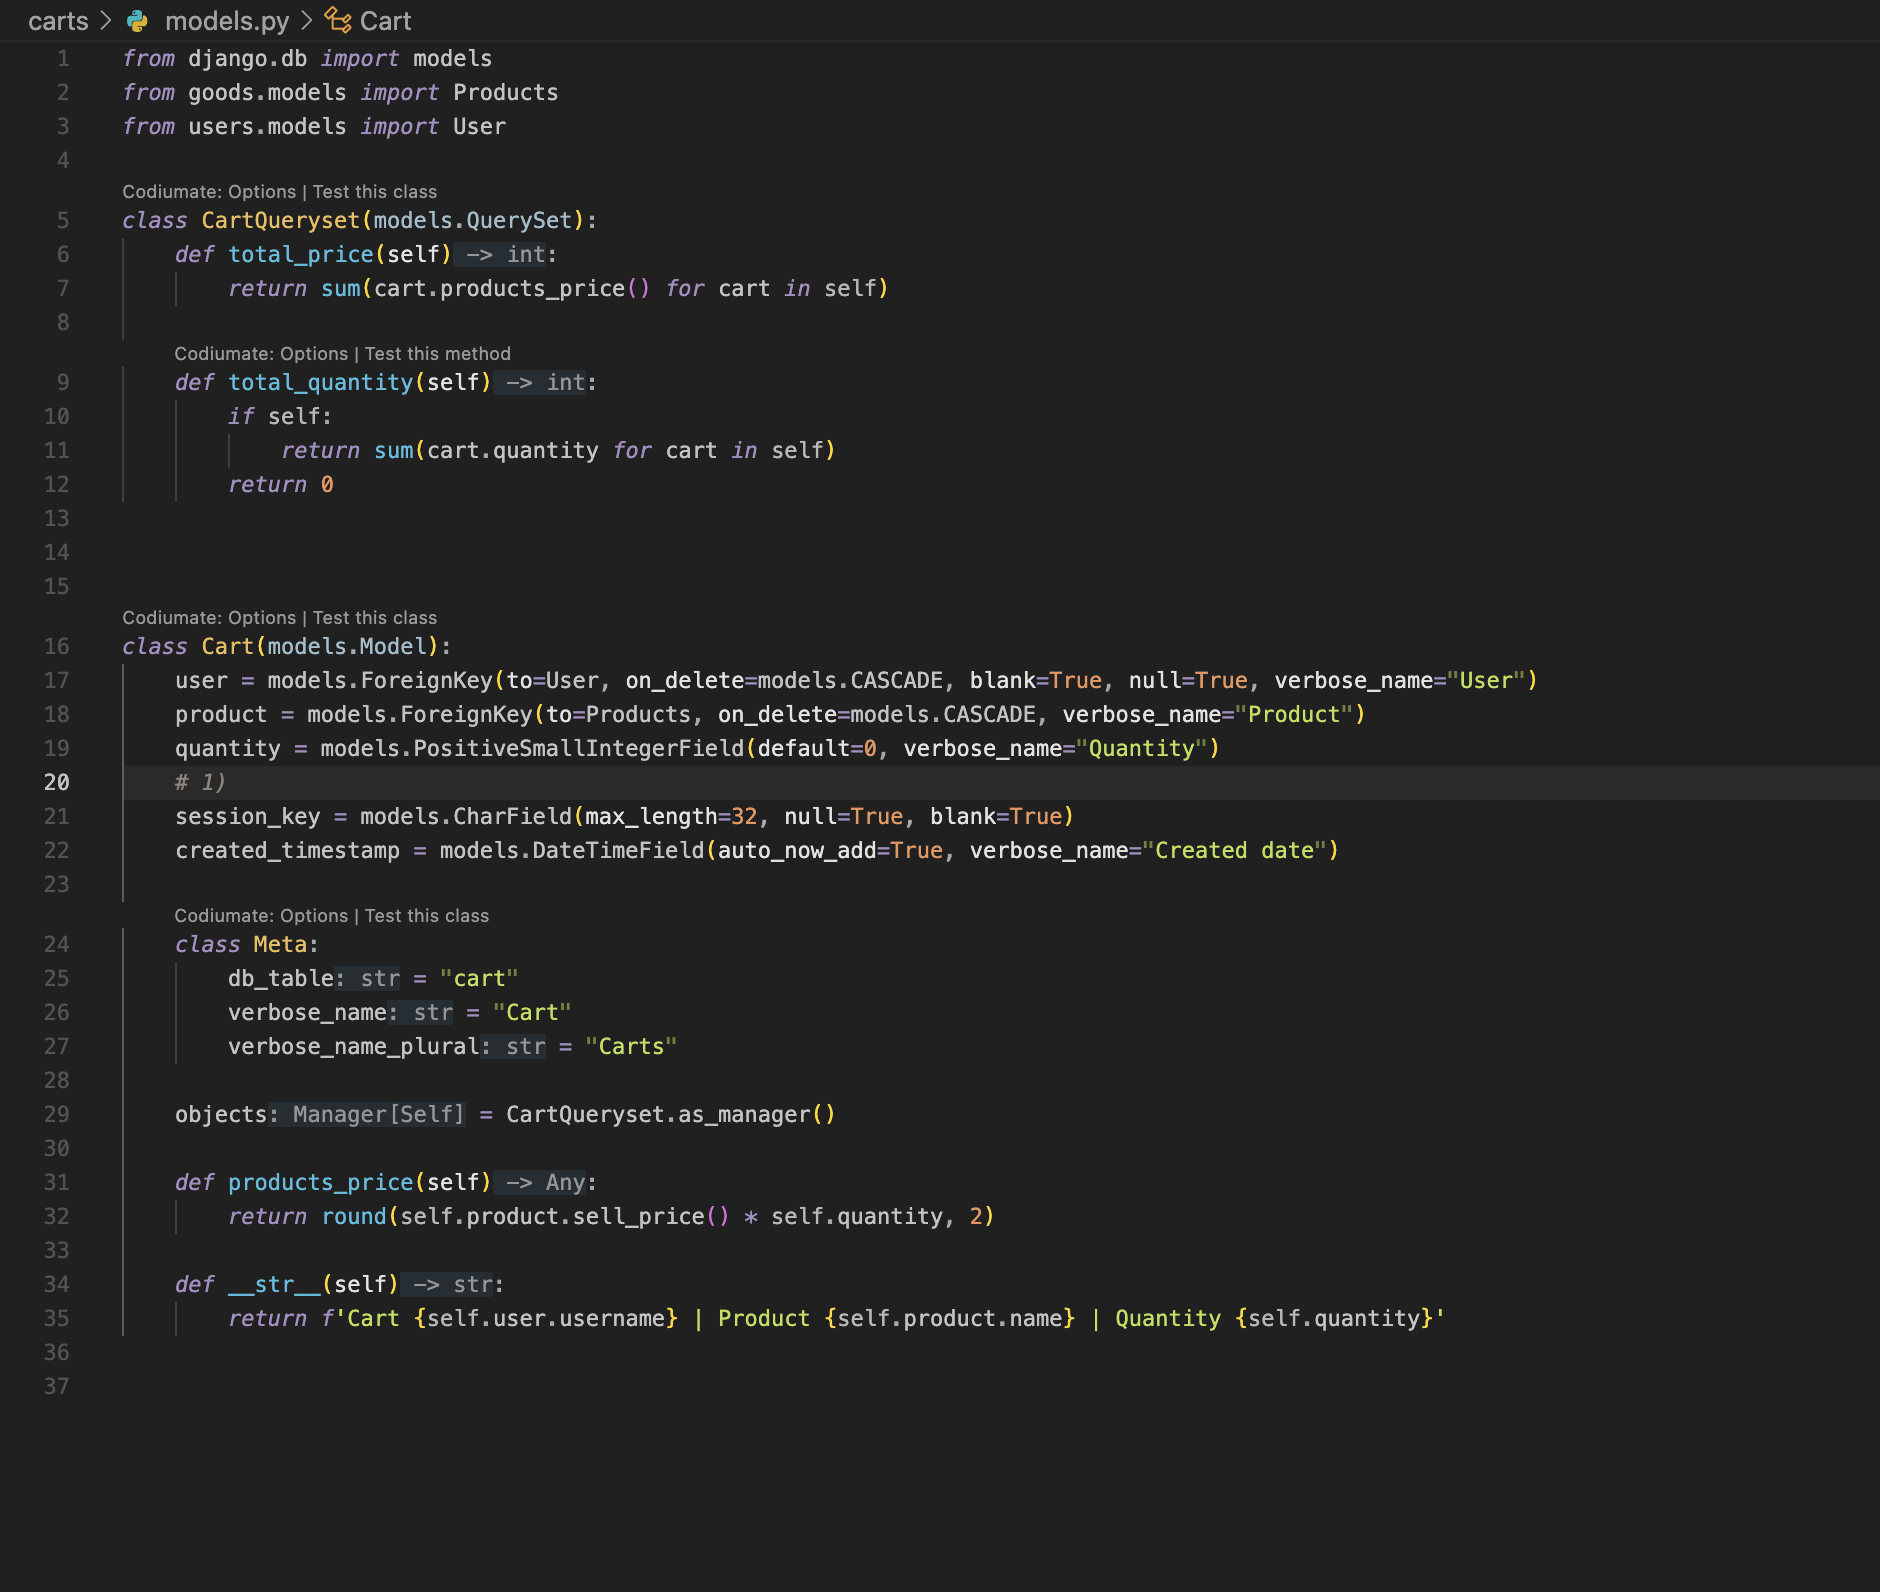 carts > models.py > Cart
1 from django.db import models
2 from goods.models import Products
3 from users.models import User
4
Codiumate: Options | Test this class
5 class CartQueryset(models.QuerySet):
6     def total_price(self) -> int:
7         return sum(cart.products_price() for cart in self)
8
Codiumate: Options | Test this method
9     def total_quantity(self) -> int:
10         if self:
11             return sum(cart.quantity for cart in self)
12         return 0
13
14
15
Codiumate: Options | Test this class
16 class Cart(models.Model):
17     user = models.ForeignKey(to=User, on_delete=models.CASCADE, blank=True, null=True, verbose_name="User")
18     product = models.ForeignKey(to=Products, on_delete=models.CASCADE, verbose_name="Product")
19     quantity = models.PositiveSmallIntegerField(default=0, verbose_name="Quantity")
20     # 1)
21     session_key = models.CharField(max_length=32, null=True, blank=True)
22     created_timestamp = models.DateTimeField(auto_now_add=True, verbose_name="Created date")
23
Codiumate: Options | Test this class
24     class Meta:
25         db_table: str = "cart"
26         verbose_name: str = "Cart"
27         verbose_name_plural: str = "Carts"
28
29     objects: Manager[Self] = CartQueryset.as_manager()
30
31     def products_price(self) -> Any:
32         return round(self.product.sell_price() * self.quantity, 2)
33
34     def __str__(self) -> str:
35         return f'Cart {self.user.username} | Product {self.product.name} | Quantity {self.quantity}'
36
37